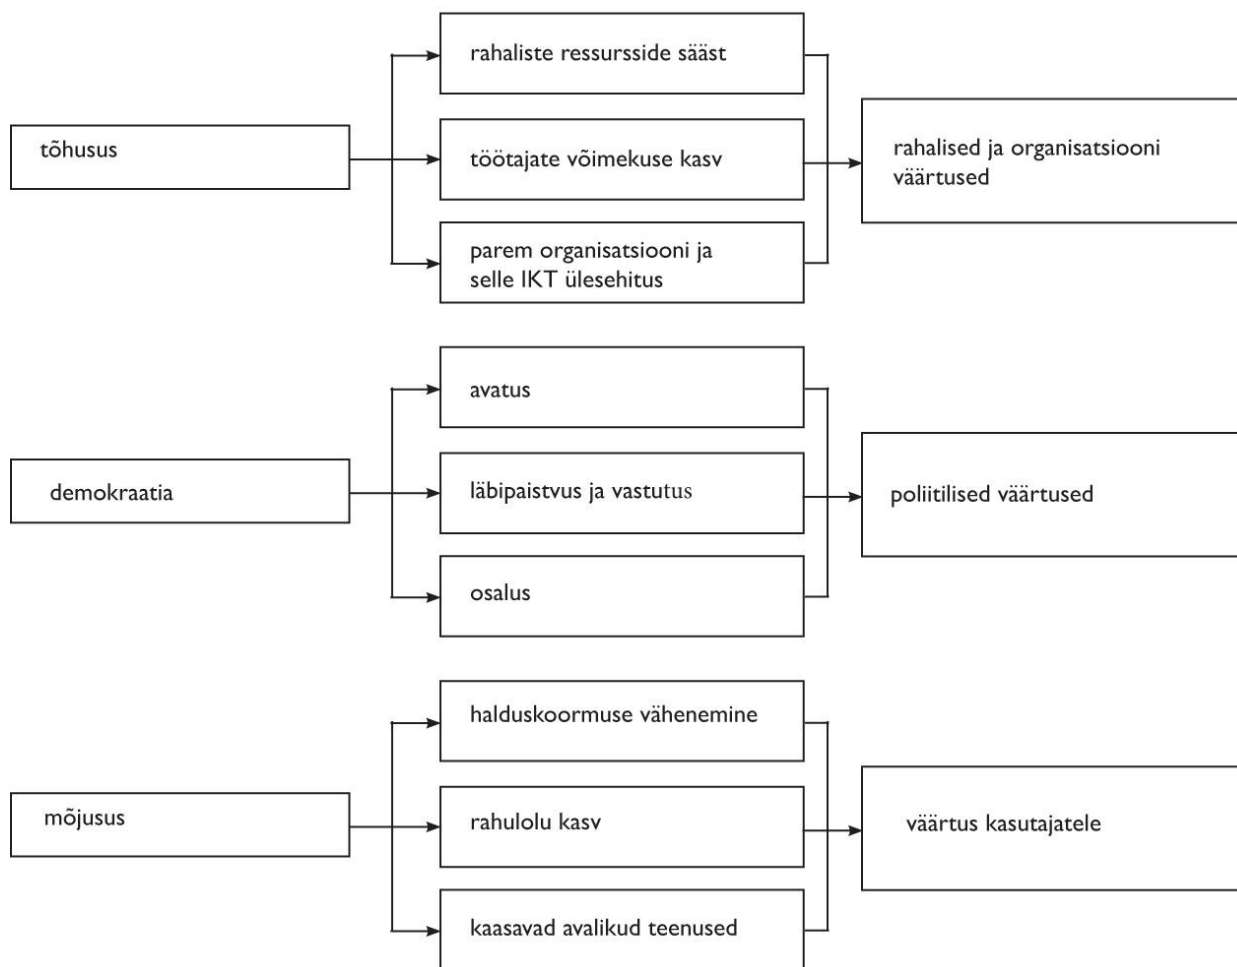 tõhusus
rahaliste ressursside sääst
töötajate võimekuse kasv
parem organisatsiooni ja
selle IKT ülesehitus
rahalised ja organisatsiooni
väärtused
demokraatia
avatus
läbipaistvus ja vastutus
osalus
poliitilised väärtused
mõjusus
halduskoormuse vähenemine
rahulolu kasv
kaasavad avalikud teenused
väärtus kasutajatele